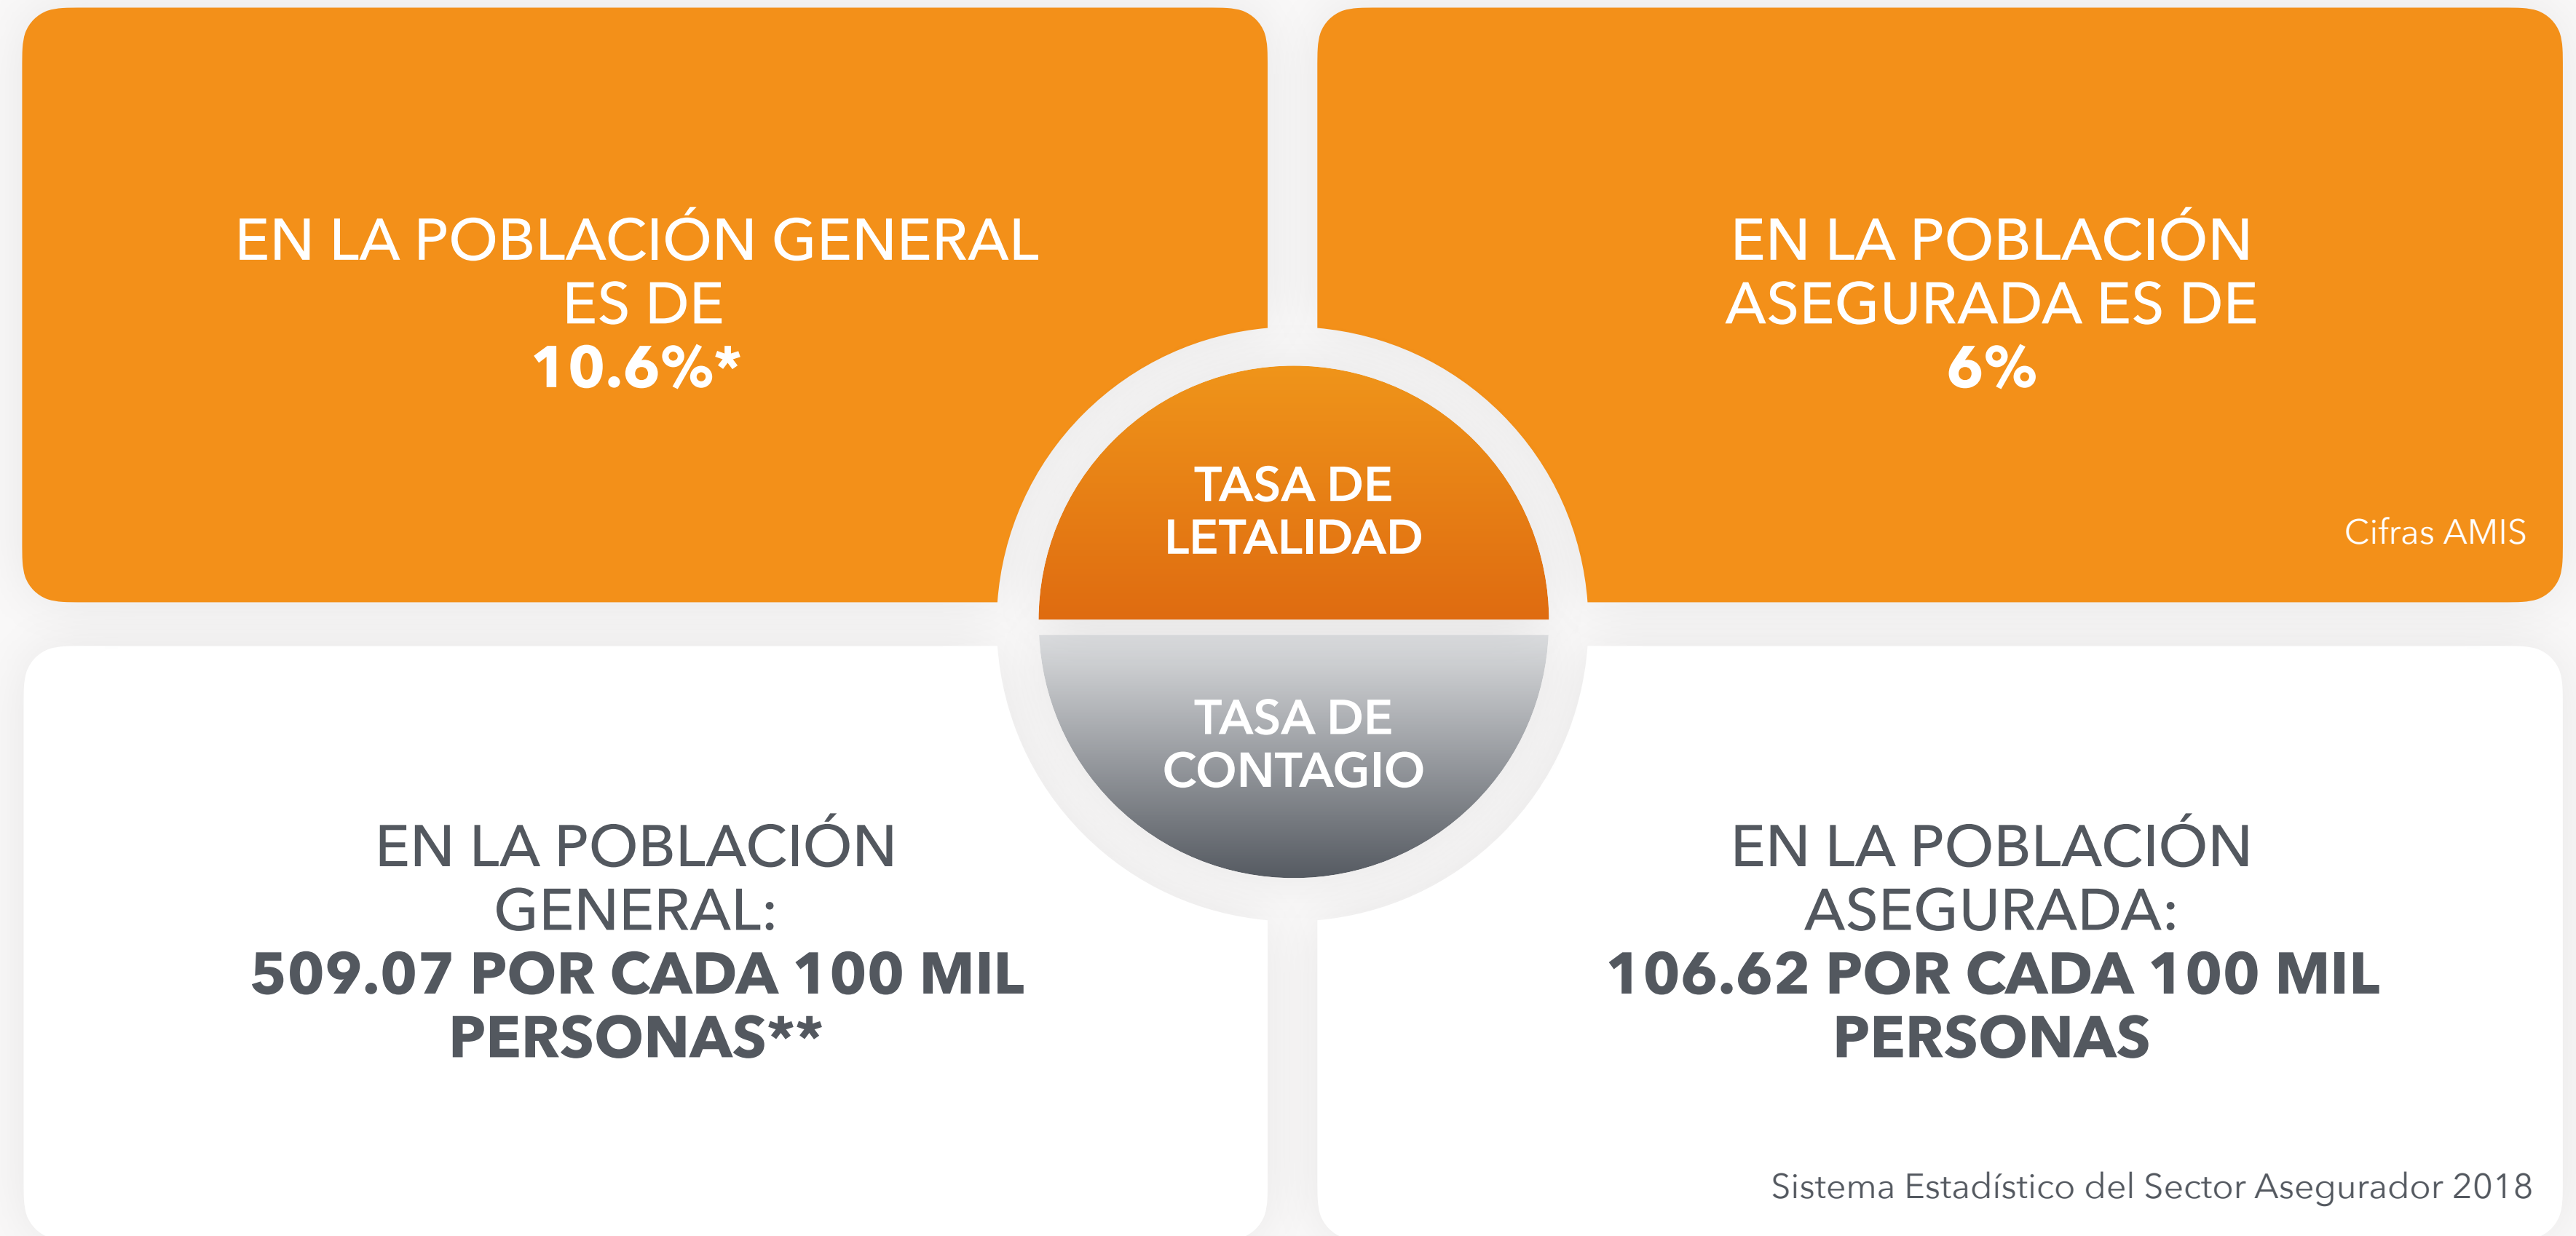 EN LA POBLACIÓN GENERAL
ES DE
10.6%*
EN LA POBLACIÓN
ASEGURADA ES DE
6%
Cifras AMIS
TASA DE
LETALIDAD
TASA DE
CONTAGIO
EN LA POBLACIÓN
GENERAL:
509.07 POR CADA 100 MIL
PERSONAS**
EN LA POBLACIÓN
ASEGURADA:
106.62 POR CADA 100 MIL
PERSONAS
Sistema Estadístico del Sector Asegurador 2018